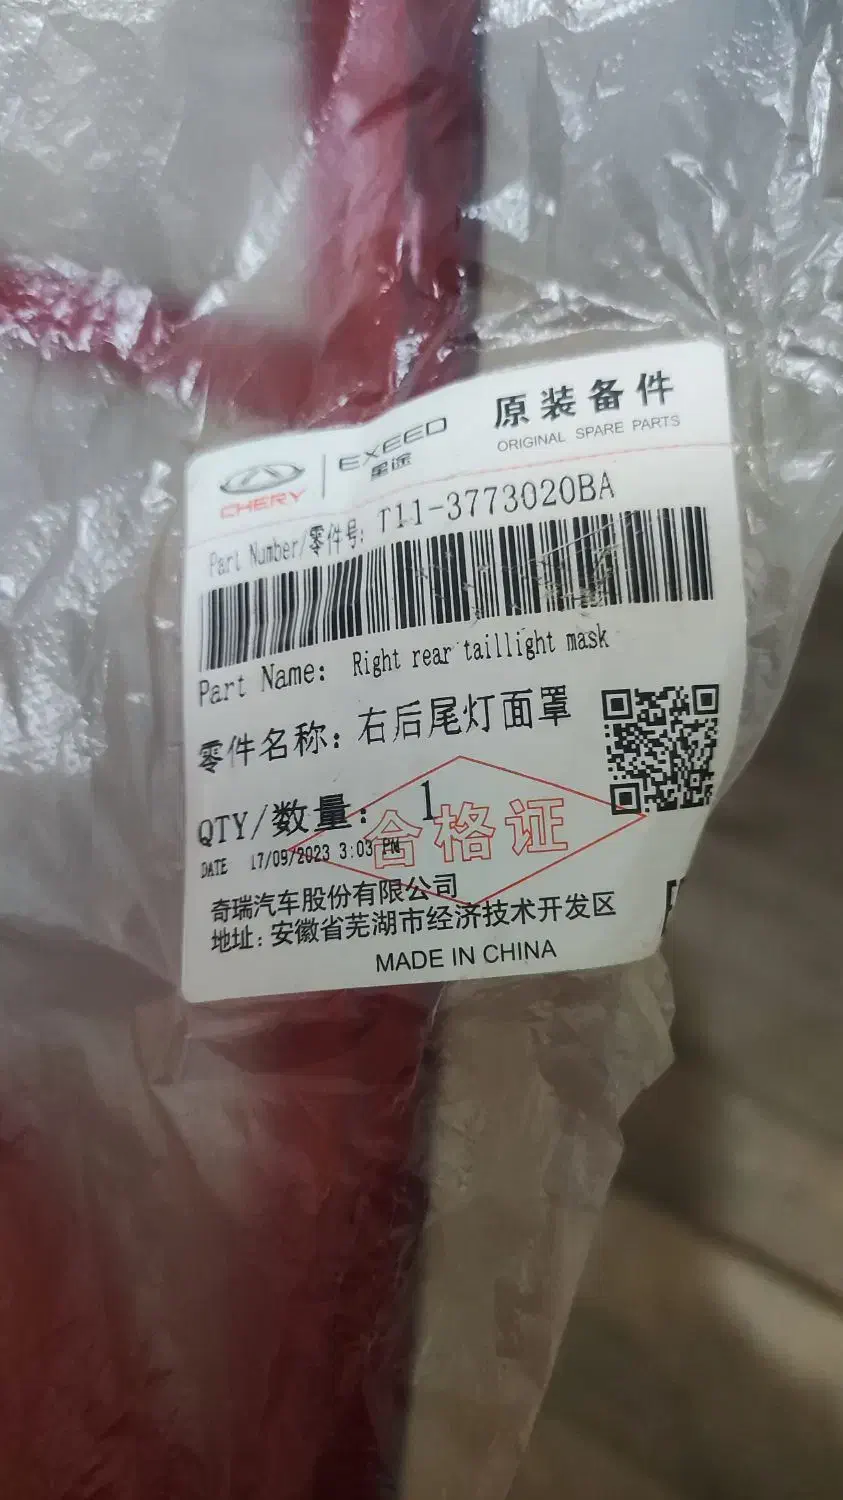 CHERY
EXEED
星途
原装备件
ORIGINAL SPARE PARTS
Part Number/零件号: T11-3773020BA
Part Name: Right rear taillight mask
零件名称: 右后尾灯面罩
QTY/数量: 1
合格证
DATE 17/09/2023 3:03 PM
奇瑞汽车股份有限公司
地址: 安徽省芜湖市经济技术开发区
MADE IN CHINA